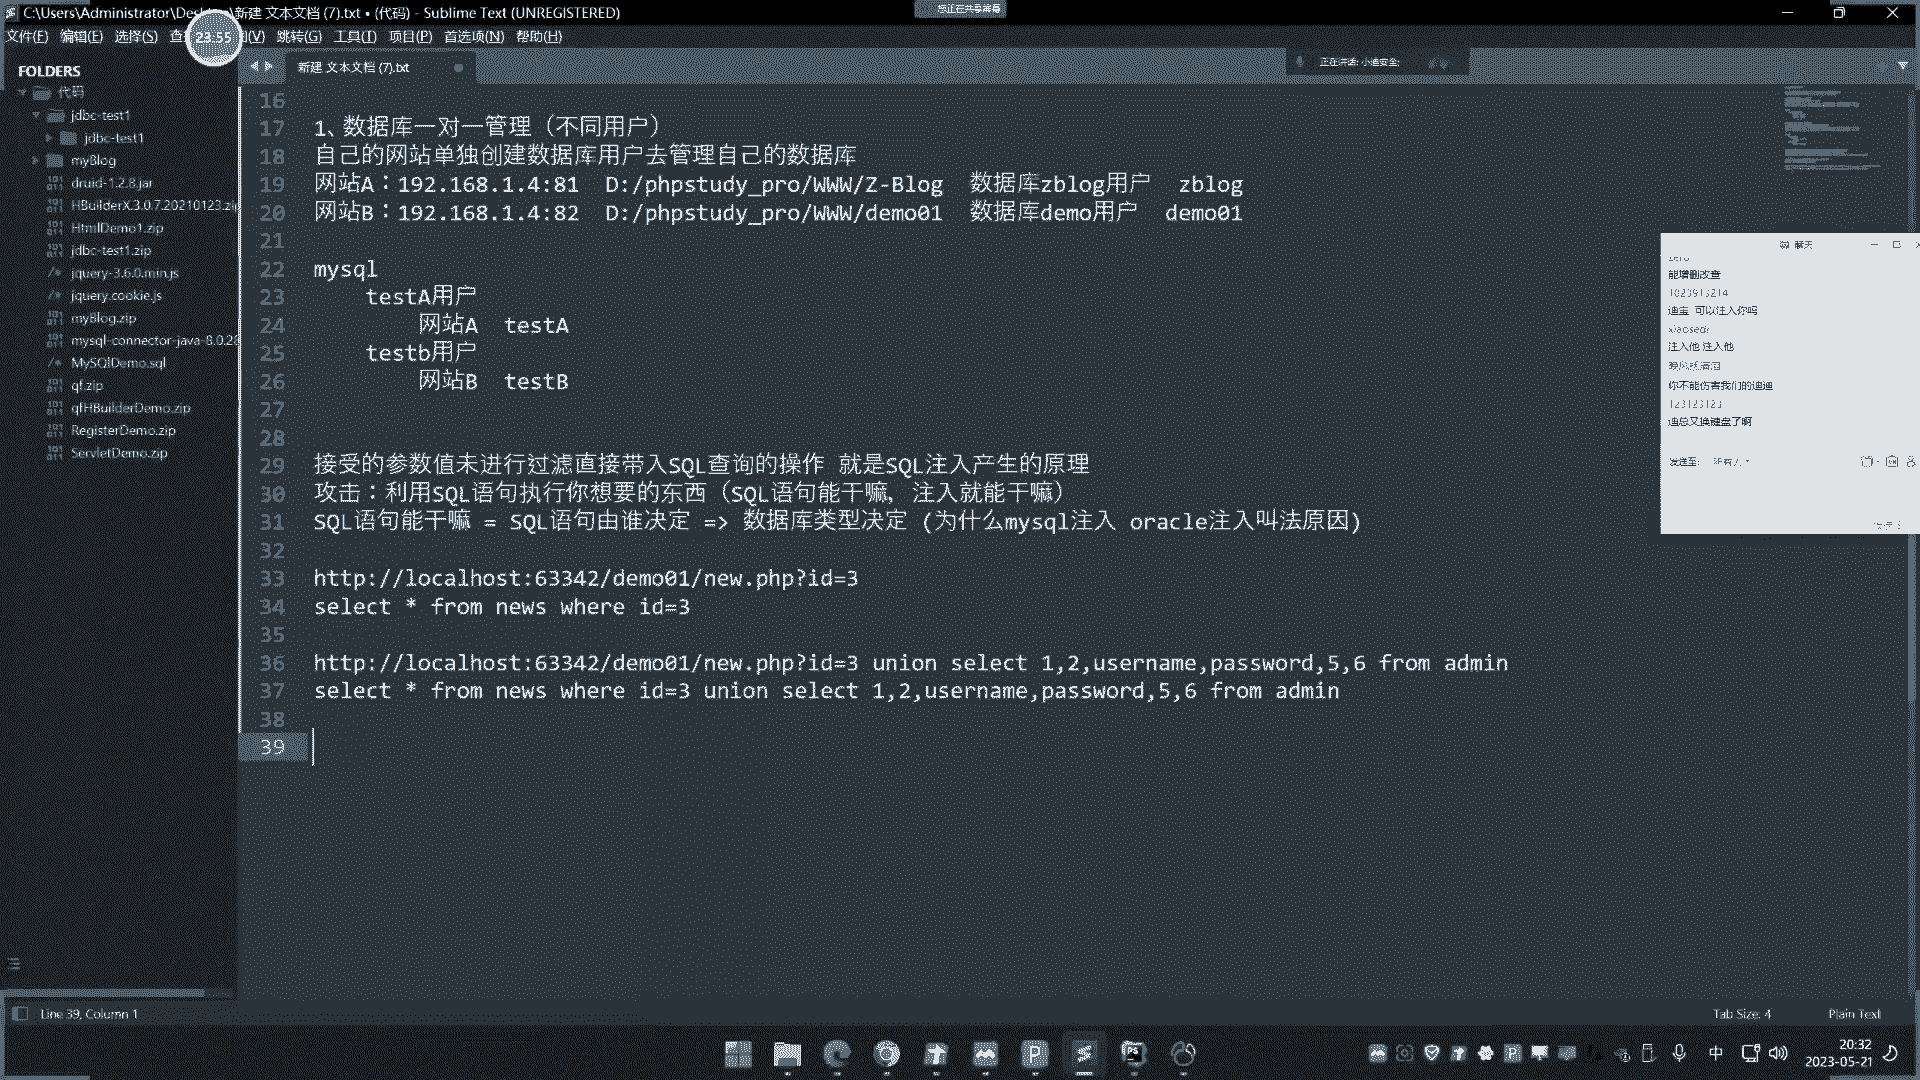 C:\Users\Administrator\Desktop\新建 文本文档 (7).txt • (代码) - Sublime Text (UNREGISTERED)
您正在共享屏幕
文件(F) 编辑(E) 选择(S) 查 (V) 跳转(G) 工具(T) 项目(P) 首选项(N) 帮助(H)
23:55
FOLDERS
代码
jdbc-test1
jdbc-test1
myBlog
druid-1.2.8.jar
HBuilderX.3.0.7.20210123.zip
HtmlDemo1.zip
jdbc-test1.zip
jquery-3.6.0.min.js
jquery.cookie.js
myBlog.zip
mysql-connector-java-8.0.28
MySQlDemo.sql
qf.zip
qfHBuilderDemo.zip
RegisterDemo.zip
ServletDemo.zip
新建 文本文档 (7).txt
正在讲话: 小迪安全;
16
17 1、数据库一对一管理（不同用户）
18 自己的网站单独创建数据库用户去管理自己的数据库
19 网站A：192.168.1.4:81  D:/phpstudy_pro/WWW/Z-Blog  数据库zblog用户  zblog
20 网站B：192.168.1.4:82  D:/phpstudy_pro/WWW/demo01  数据库demo用户  demo01
21
22 mysql
23     testA用户
24         网站A  testA
25     testb用户
26         网站B  testB
27
28
29 接受的参数值未进行过滤直接带入SQL查询的操作 就是SQL注入产生的原理
30 攻击：利用SQL语句执行你想要的东西（SQL语句能干嘛，注入就能干嘛）
31 SQL语句能干嘛 = SQL语句由谁决定 => 数据库类型决定 (为什么mysql注入 oracle注入叫法原因)
32
33 http://localhost:63342/demo01/new.php?id=3
34 select * from news where id=3
35
36 http://localhost:63342/demo01/new.php?id=3 union select 1,2,username,password,5,6 from admin
37 select * from news where id=3 union select 1,2,username,password,5,6 from admin
38
39
聊天
zero
能增删改查
1023913214
迪宝 可以注入你吗
xiaosedi
注入他 注入他
你不能伤害我们的迪迪
123123123
迪总又换键盘了啊
发送至:
Line 39, Column 1
Tab Size: 4
Plain Text
中
20:32
2023-05-21